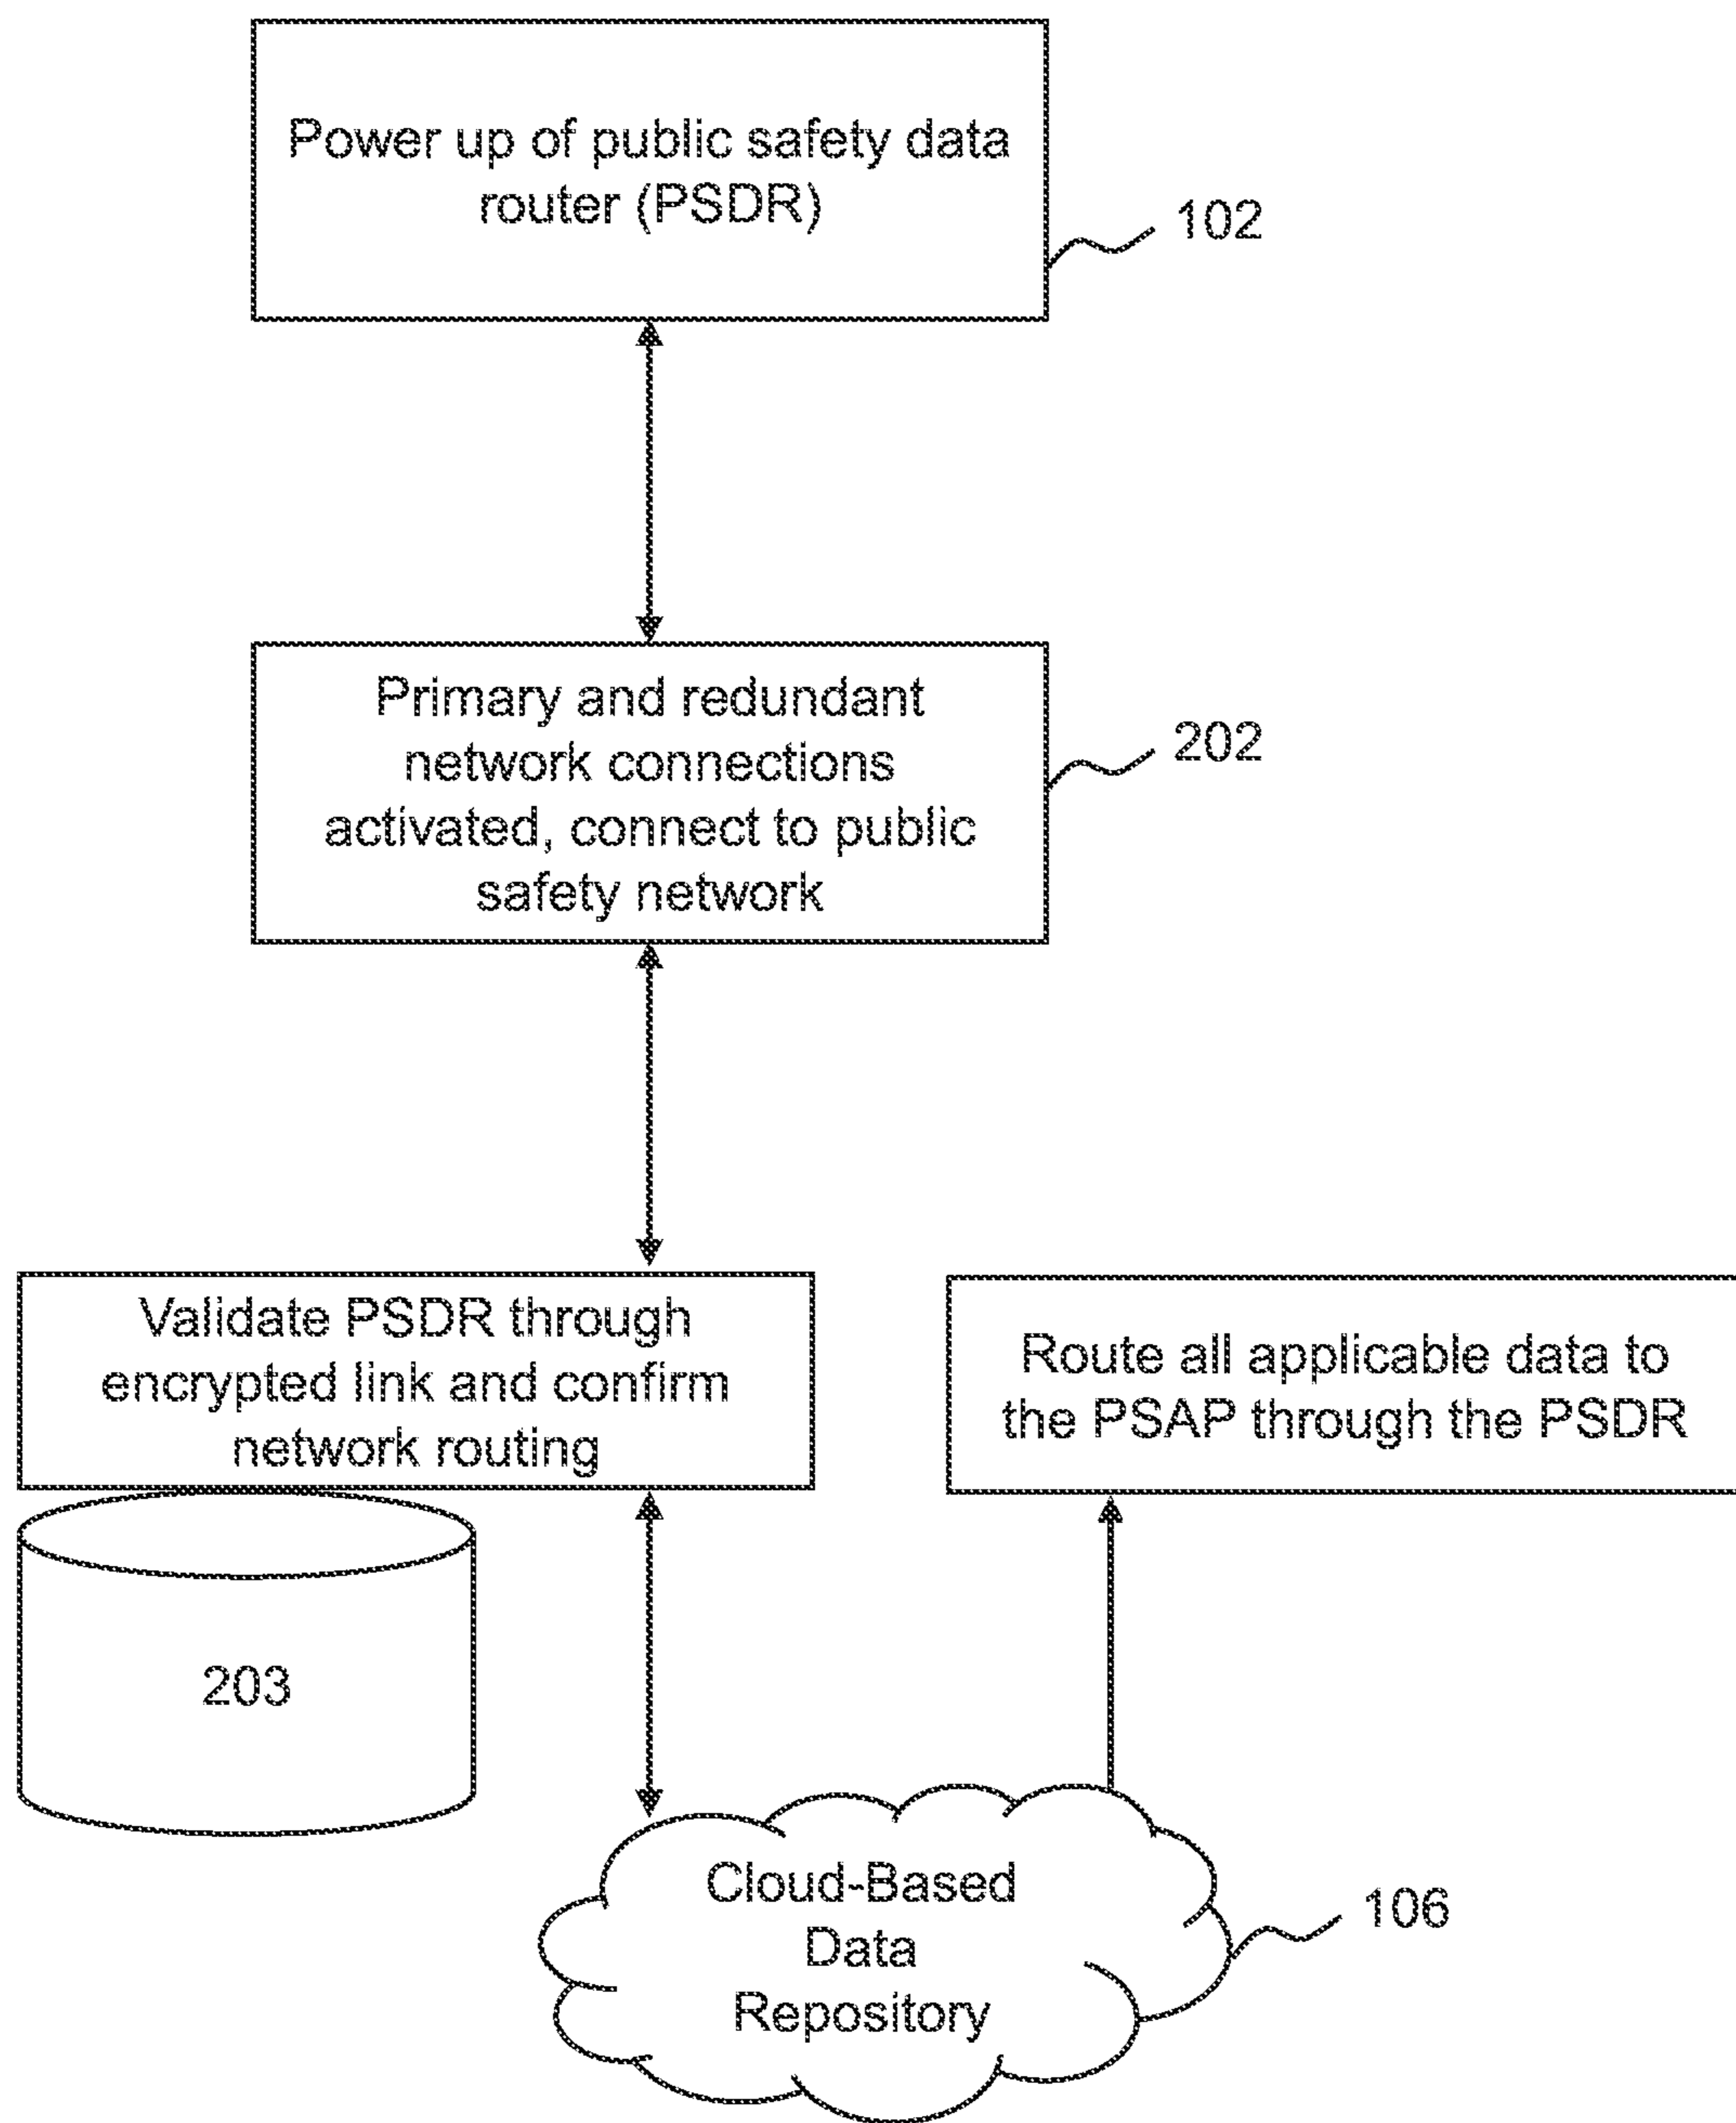 Power up of public safety data
router (PSDR)
102
Primary and redundant
network connections
activated, connect to public
safety network
202
Validate PSDR through
encrypted link and confirm
network routing
Route all applicable data to
the PSAP through the PSDR
203
Cloud-Based
Data
Repository
106